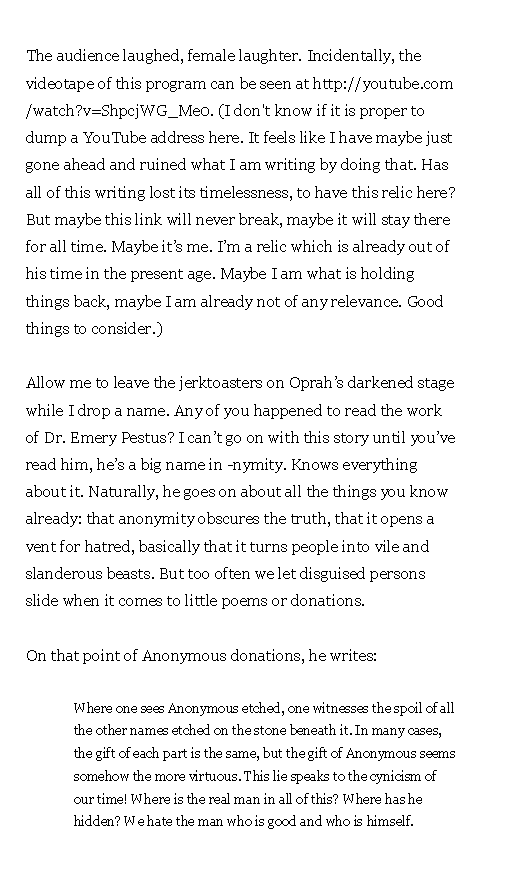 The audience laughed, female laughter. Incidentally, the
videotape of this program can be seen at http://youtube.com
/watch?v=ShpcjWG_Me0. (I don't know if it is proper to
dump a YouTube address here. It feels like I have maybe just
gone ahead and ruined what I am writing by doing that. Has
all of this writing lost its timelessness, to have this relic here?
But maybe this link will never break, maybe it will stay there
for all time. Maybe it’s me. I’m a relic which is already out of
his time in the present age. Maybe I am what is holding
things back, maybe I am already not of any relevance. Good
things to consider.)

Allow me to leave the jerktoasters on Oprah’s darkened stage
while I drop a name. Any of you happened to read the work
of Dr. Emery Pestus? I can’t go on with this story until you’ve
read him, he’s a big name in -nymity. Knows everything
about it. Naturally, he goes on about all the things you know
already: that anonymity obscures the truth, that it opens a
vent for hatred, basically that it turns people into vile and
slanderous beasts. But too often we let disguised persons
slide when it comes to little poems or donations.

On that point of Anonymous donations, he writes:

Where one sees Anonymous etched, one witnesses the spoil of all
the other names etched on the stone beneath it. In many cases,
the gift of each part is the same, but the gift of Anonymous seems
somehow the more virtuous. This lie speaks to the cynicism of
our time! Where is the real man in all of this? Where has he
hidden? We hate the man who is good and who is himself.